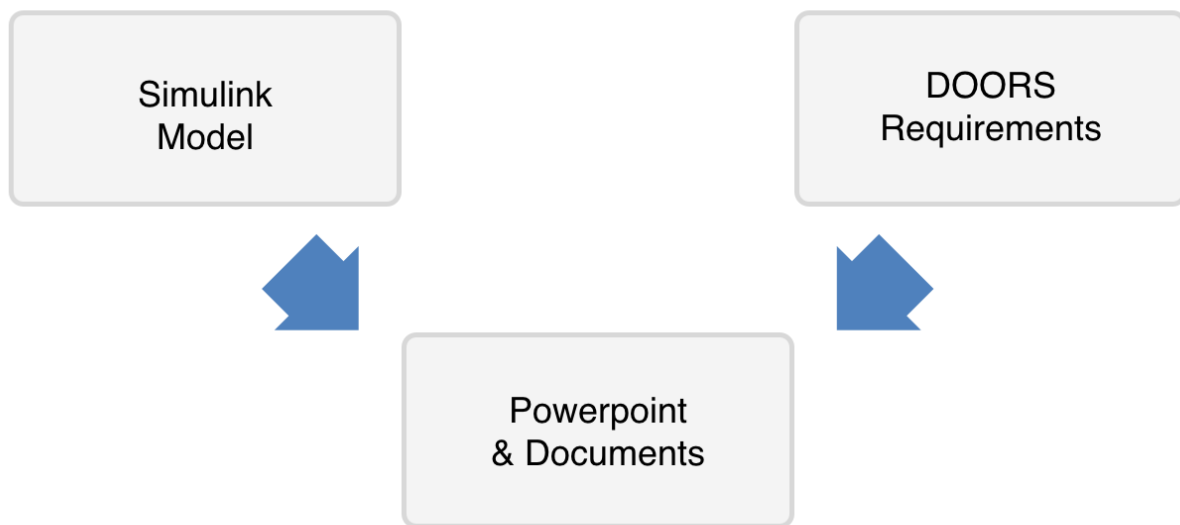 Simulink
Model
DOORS
Requirements
Powerpoint
& Documents